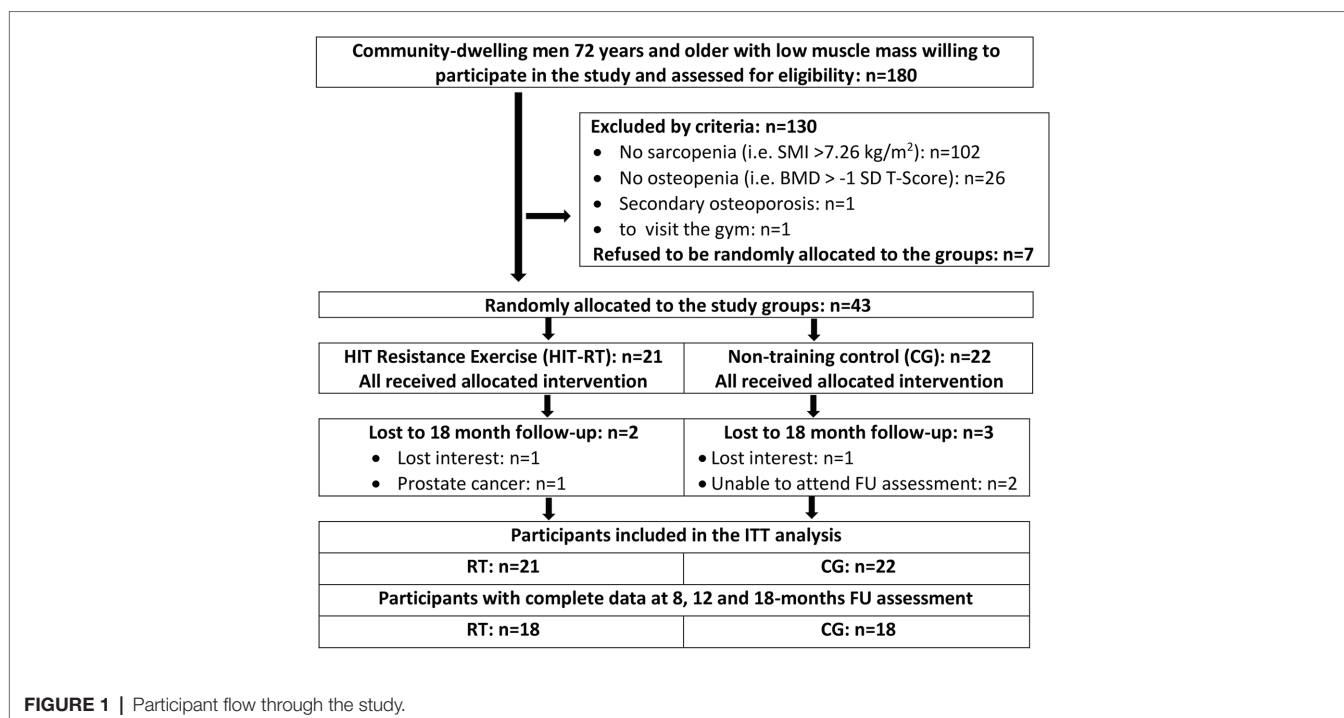 Community-dwelling men 72 years and older with low muscle mass willing to
participate in the study and assessed for eligibility: n=180
Excluded by criteria: n=130
• No sarcopenia (i.e. SMI >7.26 kg/m²): n=102
• No osteopenia (i.e. BMD > -1 SD T-Score): n=26
• Secondary osteoporosis: n=1
• to visit the gym: n=1
Refused to be randomly allocated to the groups: n=7
Randomly allocated to the study groups: n=43
HIT Resistance Exercise (HIT-RT): n=21
All received allocated intervention
Non-training control (CG): n=22
All received allocated intervention
Lost to 18 month follow-up: n=2
• Lost interest: n=1
• Prostate cancer: n=1
Lost to 18 month follow-up: n=3
• Lost interest: n=1
• Unable to attend FU assessment: n=2
Participants included in the ITT analysis
RT: n=21
CG: n=22
Participants with complete data at 8, 12 and 18-months FU assessment
RT: n=18
CG: n=18
FIGURE 1 | Participant flow through the study.